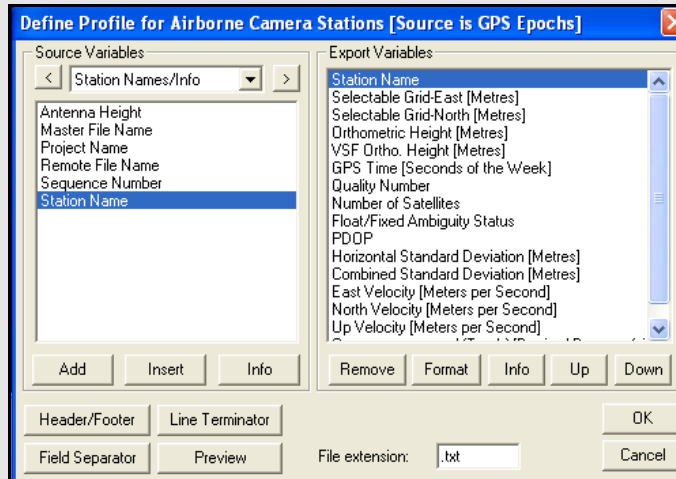 Define Profile for Airborne Camera Stations [Source is GPS Epochs]
Source Variables
< Station Names/Info >
Antenna Height
Master File Name
Project Name
Remote File Name
Sequence Number
Station Name
Add Insert Info
Export Variables
Station Name
Selectable Grid-East [Metres]
Selectable Grid-North [Metres]
Orthometric Height [Metres]
VSF Ortho. Height [Metres]
GPS Time [Seconds of the Week]
Quality Number
Number of Satellites
Float/Fixed Ambiguity Status
PDOP
Horizontal Standard Deviation [Metres]
Combined Standard Deviation [Metres]
East Velocity [Meters per Second]
North Velocity [Meters per Second]
Up Velocity [Meters per Second]
Remove Format Info Up Down
Header/Footer Line Terminator
Field Separator Preview
File extension: .txt
OK
Cancel